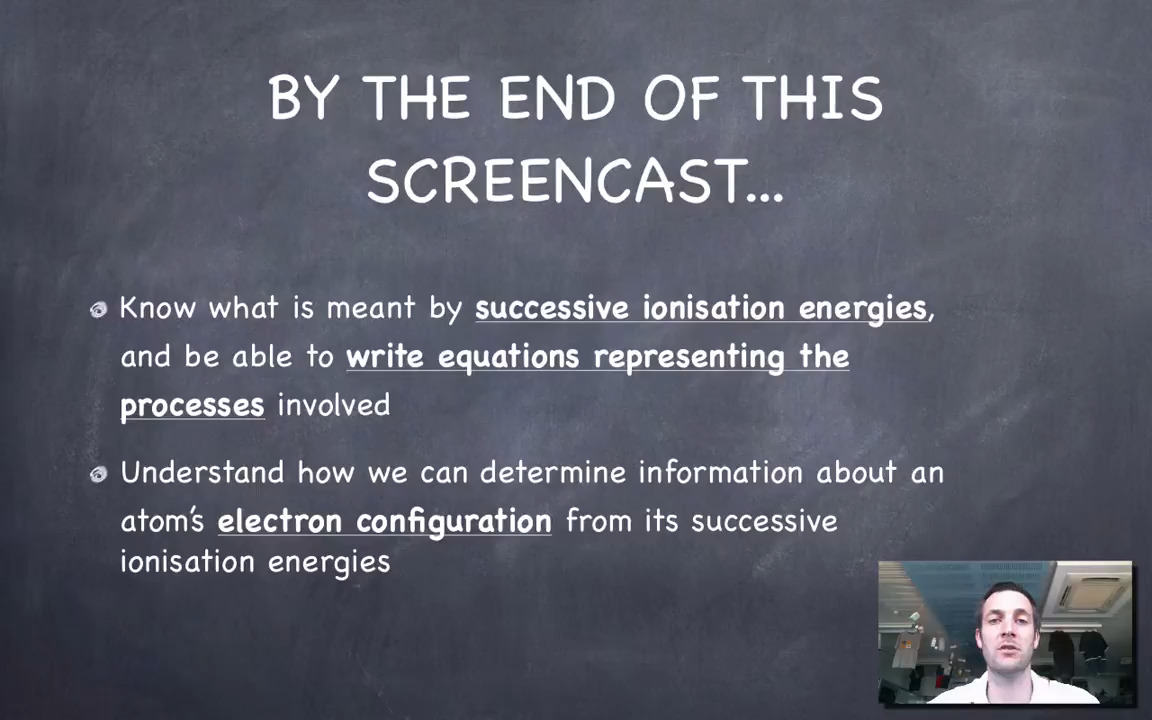 BY THE END OF THIS
SCREENCAST...
Know what is meant by successive ionisation energies,
and be able to write equations representing the
processes involved
Understand how we can determine information about an
atom's electron configuration from its successive
ionisation energies